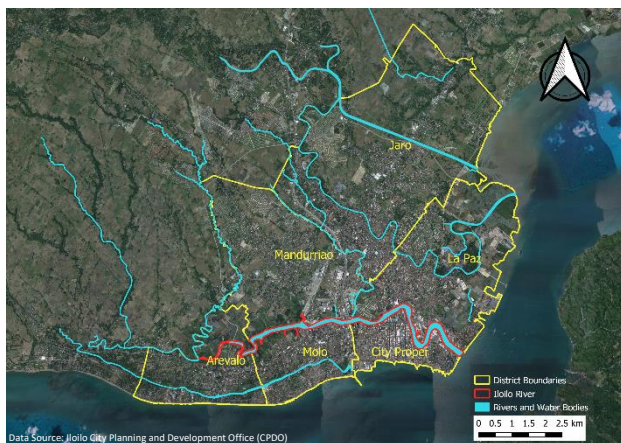 Jaro
La Paz
Mandurriao
Arevalo
Molo
City Proper
District Boundaries
Iloilo River
Rivers and Water Bodies
0 0.5 1 1.5 2 2.5 km
Data Source: Iloilo City Planning and Development Office (CPDO)